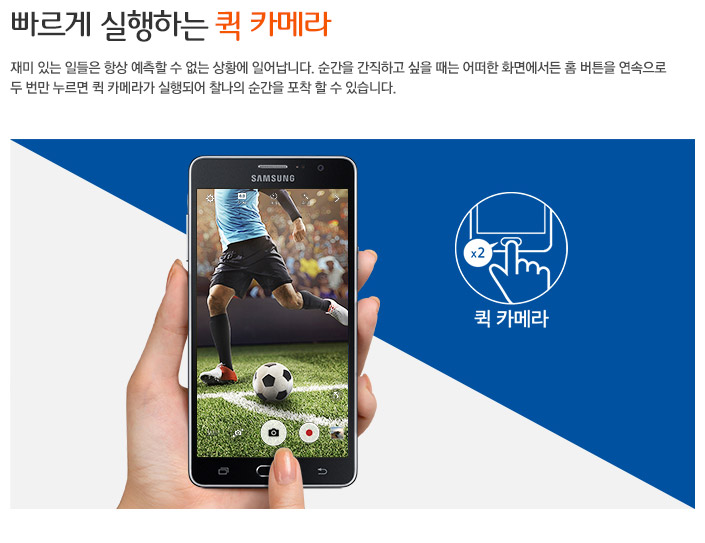 빠르게 실행하는 퀵 카메라
재미 있는 일들은 항상 예측할 수 없는 상황에 일어납니다. 순간을 간직하고 싶을 때는 어떠한 화면에서든 홈 버튼을 연속으로
두 번만 누르면 퀵 카메라가 실행되어 찰나의 순간을 포착 할 수 있습니다.
SAMSUNG
x2
퀵 카메라